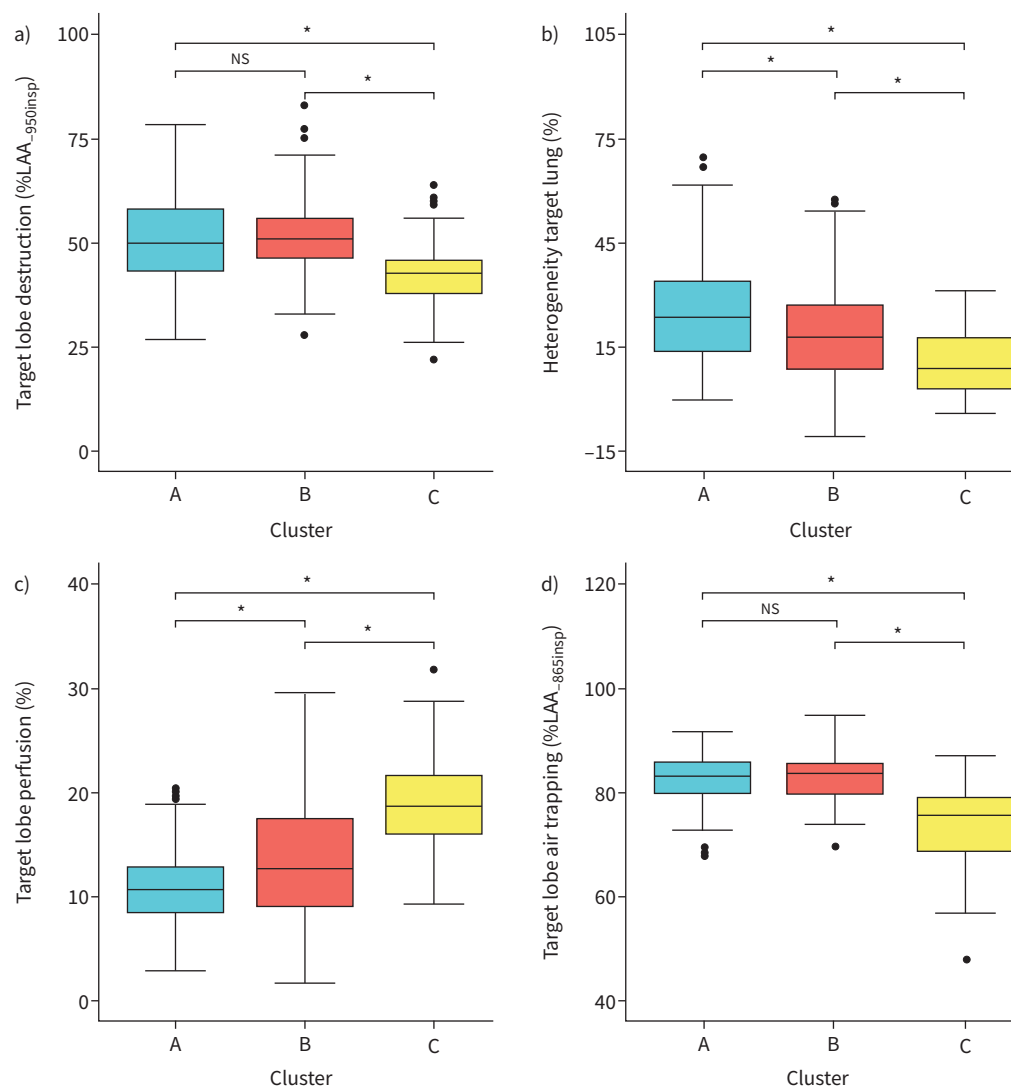 a)
Target lobe destruction (%LAA–950insp)
100
75
50
25
0
*
NS
*
A
B
C
Cluster
b)
Heterogeneity target lung (%)
105
75
45
15
–15
*
*
*
A
B
C
Cluster
c)
Target lobe perfusion (%)
40
30
20
10
0
*
*
*
A
B
C
Cluster
d)
Target lobe air trapping (%LAA–865insp)
120
100
80
60
40
*
NS
*
A
B
C
Cluster